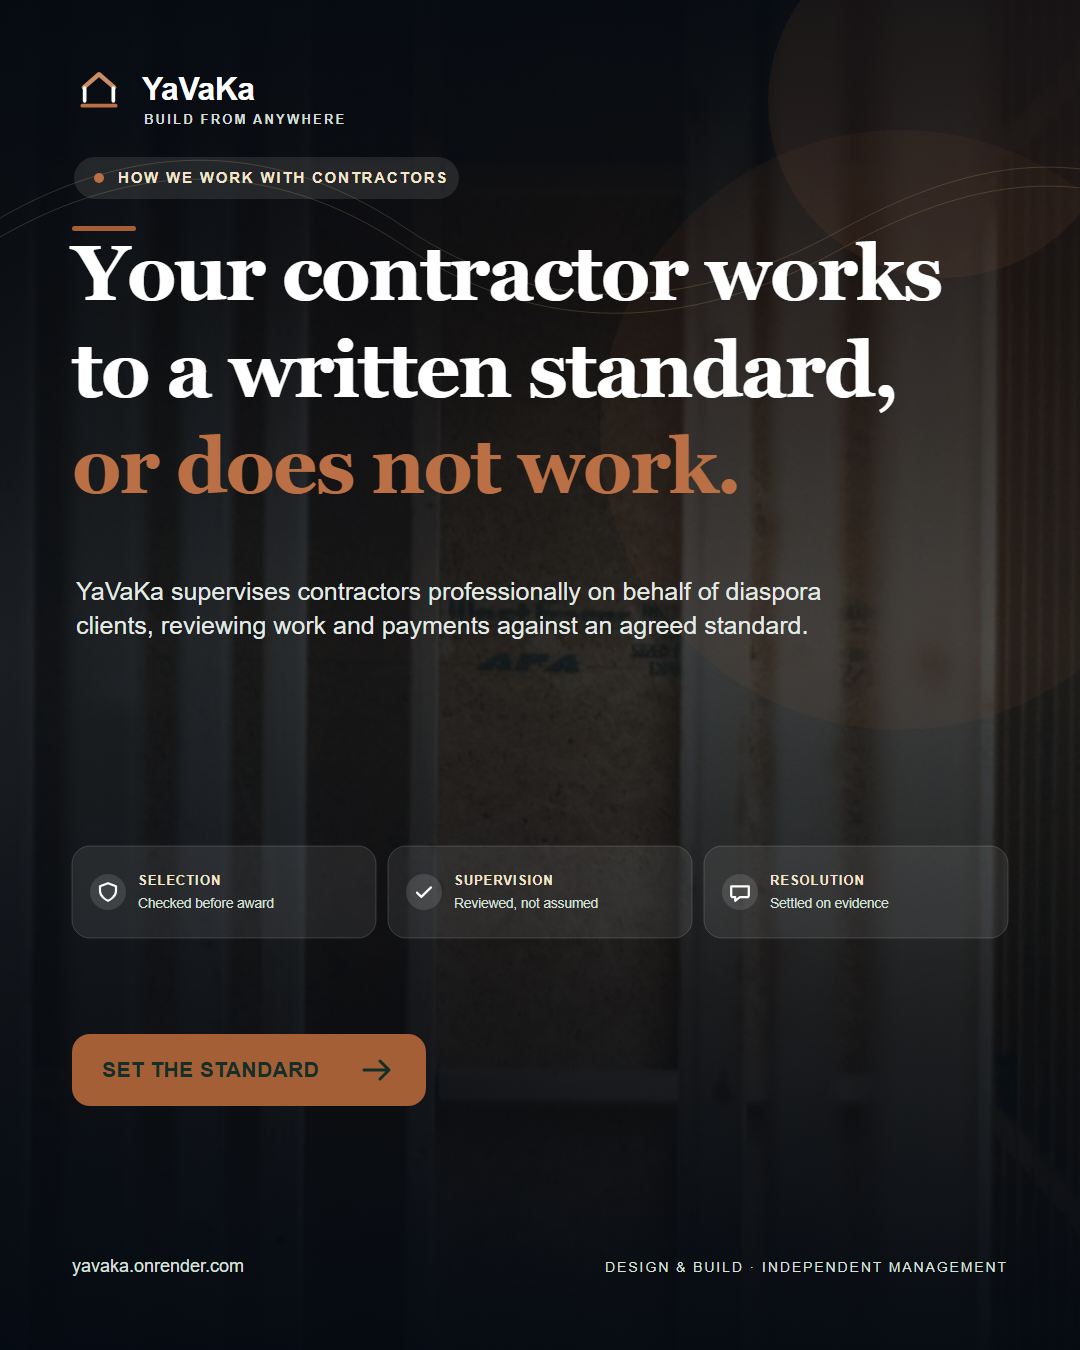 YaVaKa
BUILD FROM ANYWHERE
HOW WE WORK WITH CONTRACTORS
Your contractor works
to a written standard,
or does not work.
YaVaKa supervises contractors professionally on behalf of diaspora
clients, reviewing work and payments against an agreed standard.
APA
SELECTION
Checked before award
SUPERVISION
Reviewed, not assumed
RESOLUTION
Settled on evidence
SET THE STANDARD
yavaka.onrender.com
DESIGN & BUILD · INDEPENDENT MANAGEMENT